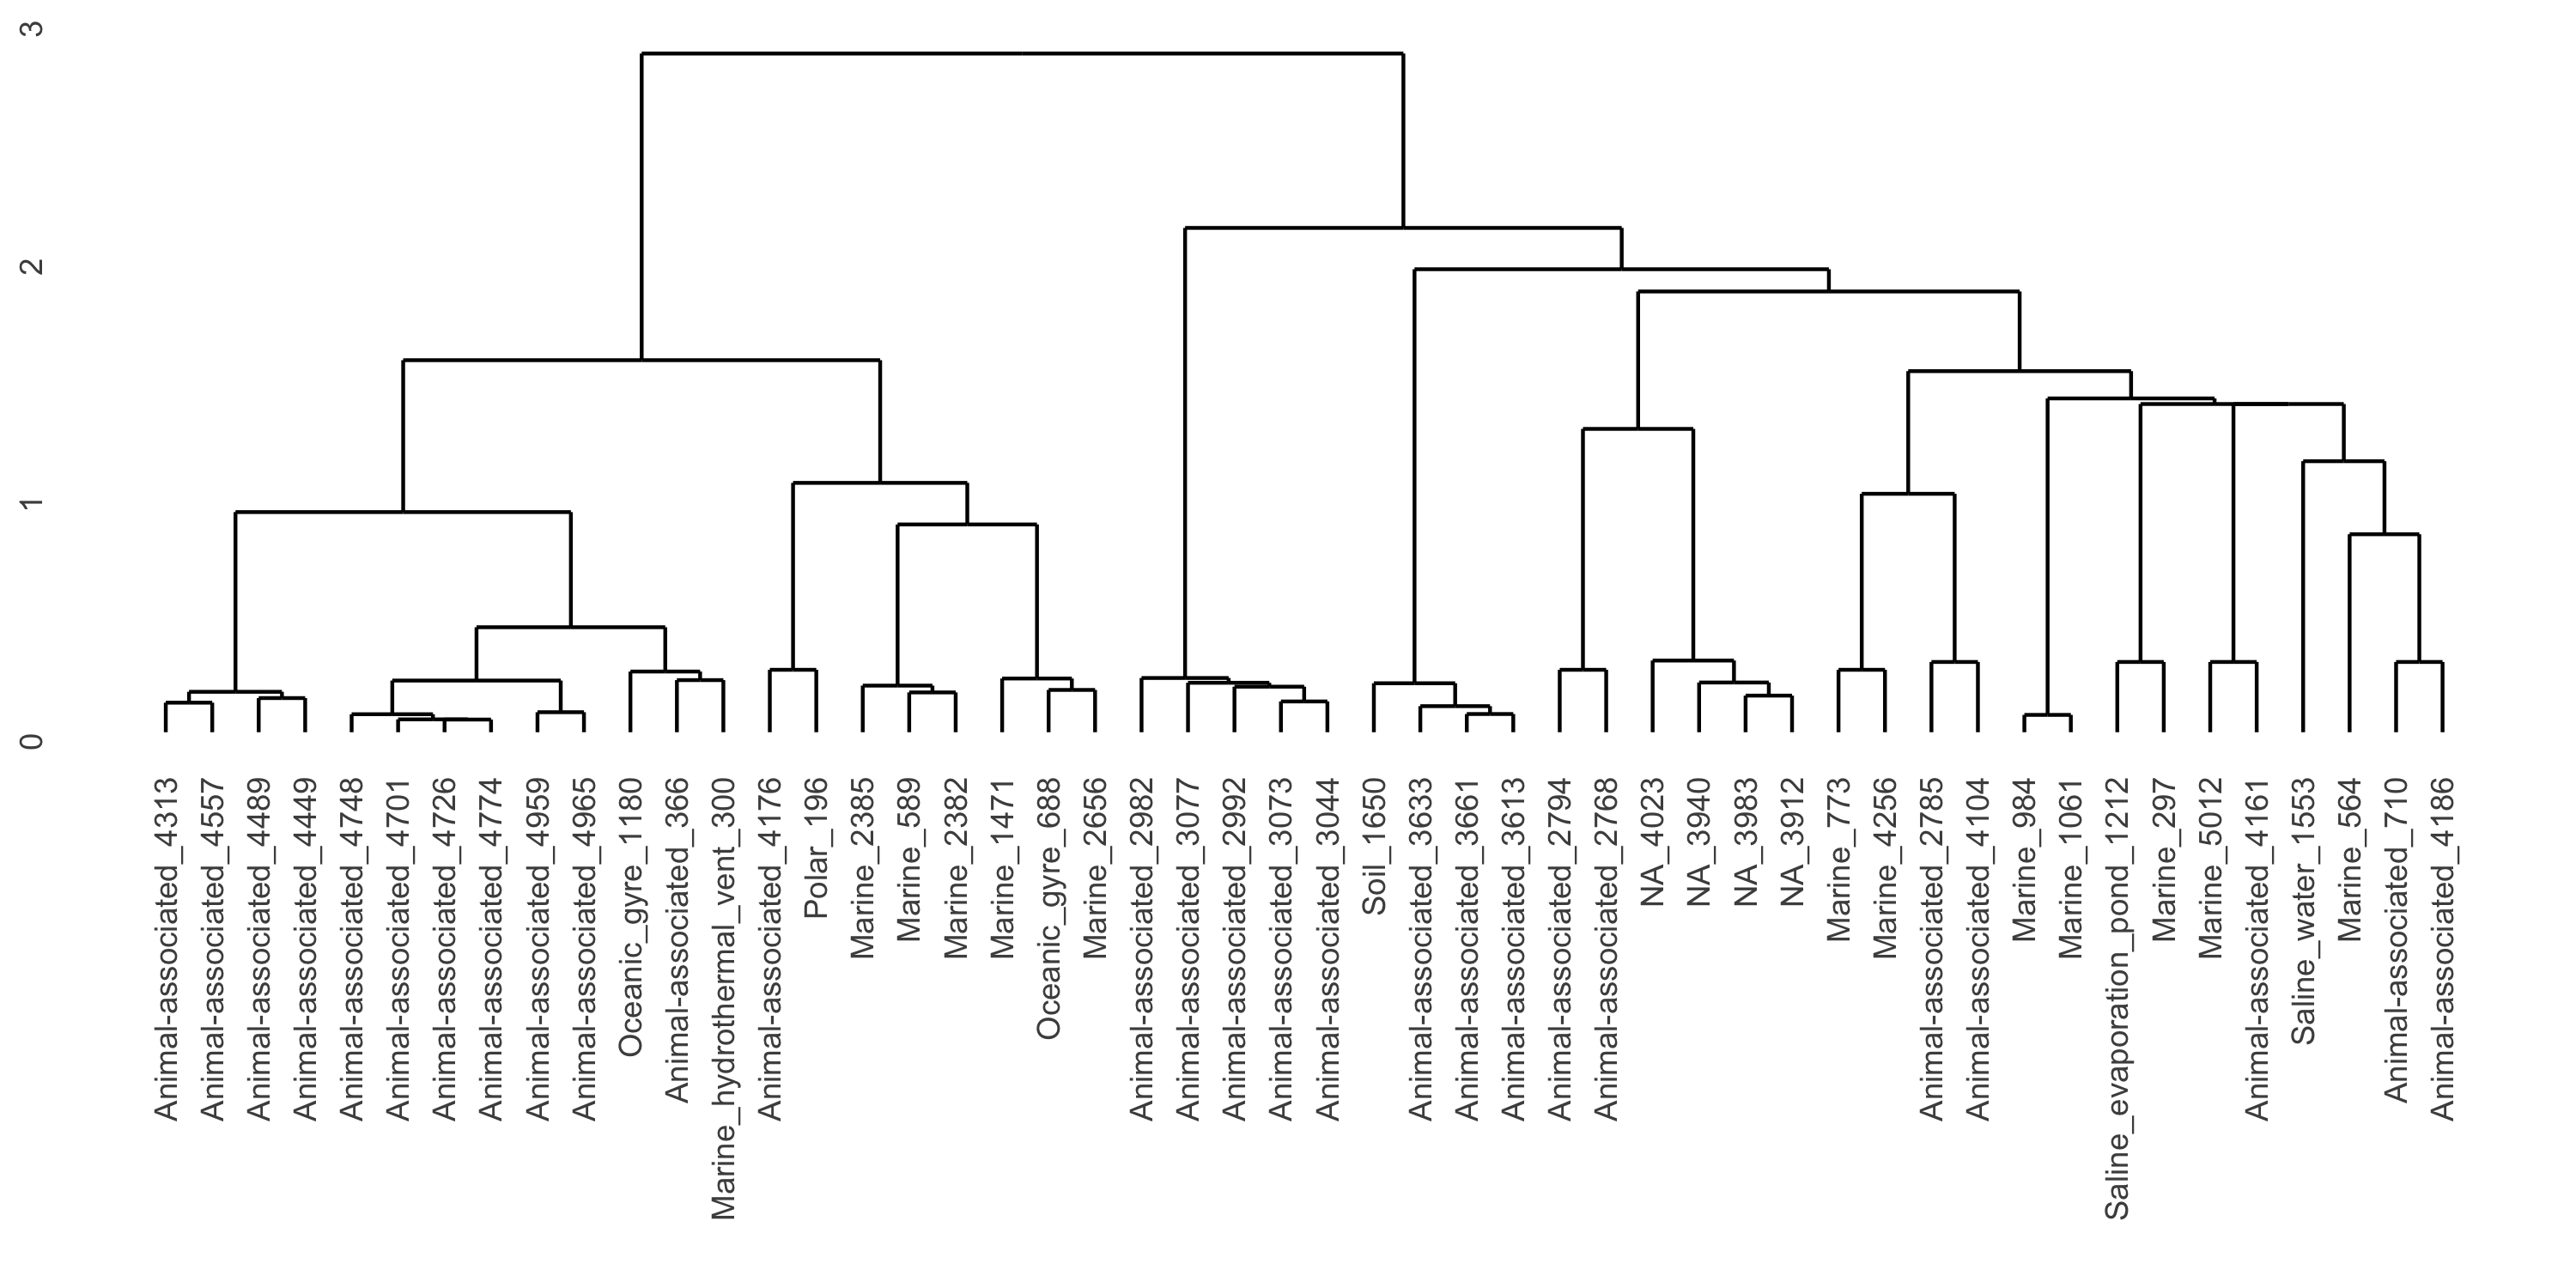 3
2
1
0
Animal-associated_4313
Animal-associated_4557
Animal-associated_4489
Animal-associated_4449
Animal-associated_4748
Animal-associated_4701
Animal-associated_4726
Animal-associated_4774
Animal-associated_4959
Animal-associated_4965
Oceanic_gyre_1180
Animal-associated_366
Marine_hydrothermal_vent_300
Animal-associated_4176
Polar_196
Marine_2385
Marine_589
Marine_2382
Marine_1471
Oceanic_gyre_688
Marine_2656
Animal-associated_2982
Animal-associated_3077
Animal-associated_2992
Animal-associated_3073
Animal-associated_3044
Soil_1650
Animal-associated_3633
Animal-associated_3661
Animal-associated_3613
Animal-associated_2794
Animal-associated_2768
NA_4023
NA_3940
NA_3983
NA_3912
Marine_773
Marine_4256
Animal-associated_2785
Animal-associated_4104
Marine_984
Marine_1061
Saline_evaporation_pond_1212
Marine_297
Marine_5012
Animal-associated_4161
Saline_water_1553
Marine_564
Animal-associated_710
Animal-associated_4186